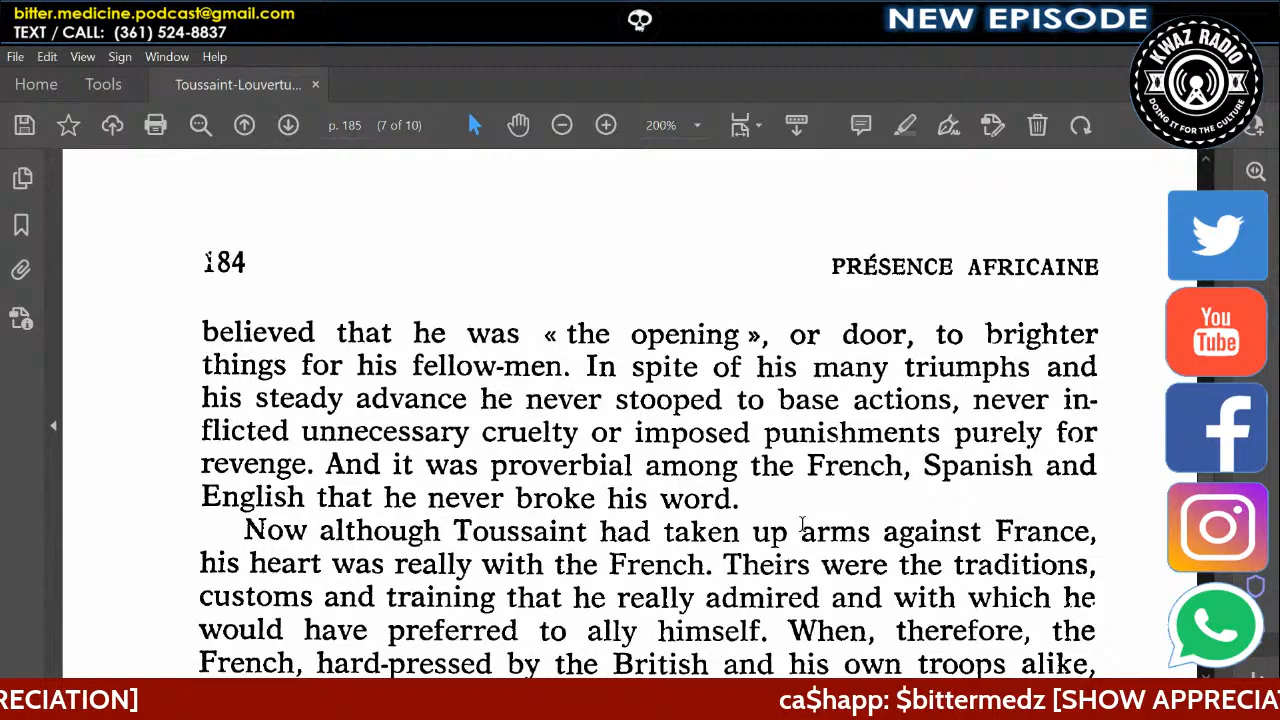 bitter.medicine.podcast@gmail.com
TEXT / CALL: (361) 524-8837
NEW EPISODE
KWAZ RADIO
DOING IT FOR THE CULTURE
File Edit View Sign Window Help
Home Tools Toussaint-Louvertu... ×
p. 185 (7 of 10) 200%
184 PRÉSENCE AFRICAINE
believed that he was « the opening », or door, to brighter
things for his fellow-men. In spite of his many triumphs and
his steady advance he never stooped to base actions, never in-
flicted unnecessary cruelty or imposed punishments purely for
revenge. And it was proverbial among the French, Spanish and
English that he never broke his word.
Now although Toussaint had taken up arms against France,
his heart was really with the French. Theirs were the traditions,
customs and training that he really admired and with which he
would have preferred to ally himself. When, therefore, the
French, hard-pressed by the British and his own troops alike,
You
Tube
RECIATION] ca$happ: $bittermedz [SHOW APPRECIA